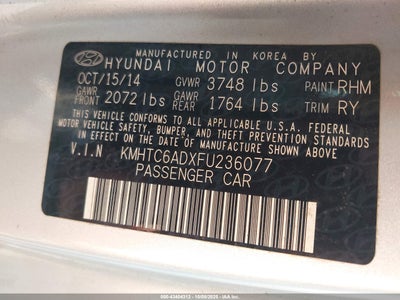 MANUFACTURED IN KOREA BY
HYUNDAI MOTOR COMPANY
OCT/15/14 GVWR 3748 lbs PAINT RHM
GAWR FRONT 2072 lbs GAWR REAR 1764 lbs TRIM RY
THIS VEHICLE CONFORMS TO ALL APPLICABLE U.S.A. FEDERAL
MOTOR VEHICLE SAFETY, BUMPER, AND THEFT PREVENTION
STANDARDS IN EFFECT ON THE DATE OF MANUFACTURE SHOWN ABOVE.
V.I.N KMHTC6ADXFU236077
PASSENGER CAR